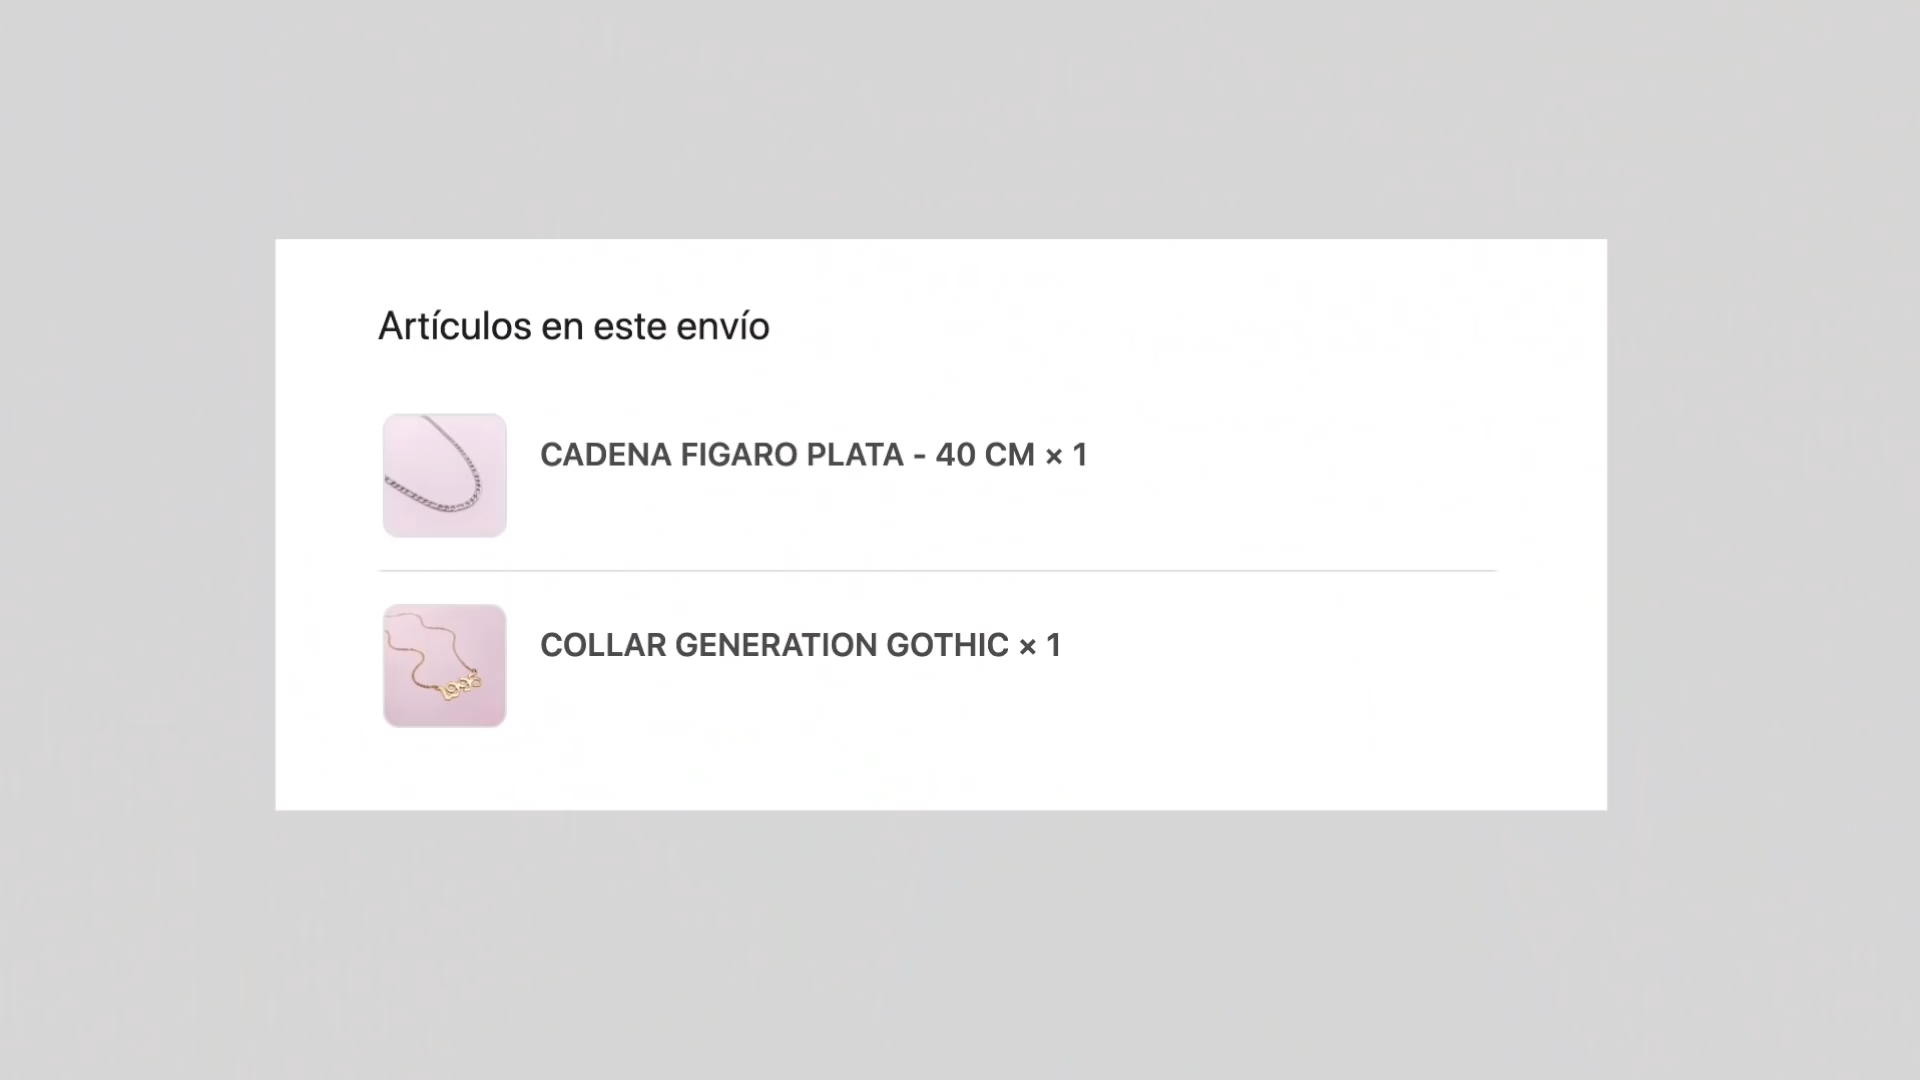 Artículos en este envío
CADENA FIGARO PLATA - 40 CM × 1
COLLAR GENERATION GOTHIC × 1